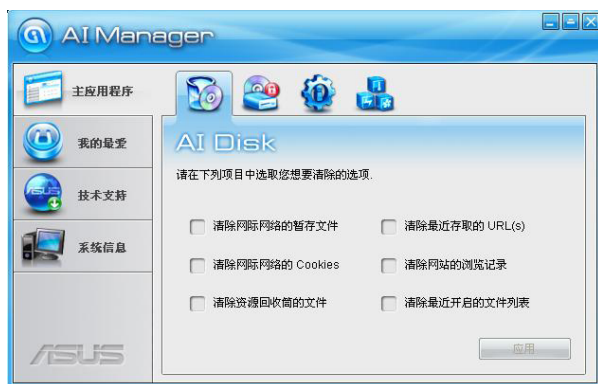 AI Manager
主应用程序
我的最爱
技术支持
系统信息
ASUS
AI Disk
请在下列项目中选取您想要清除的选项.
清除网际网络的暂存文件
清除最近存取的 URL(s)
清除网际网络的 Cookies
清除网站的浏览记录
清除资源回收筒的文件
清除最近开启的文件列表
应用